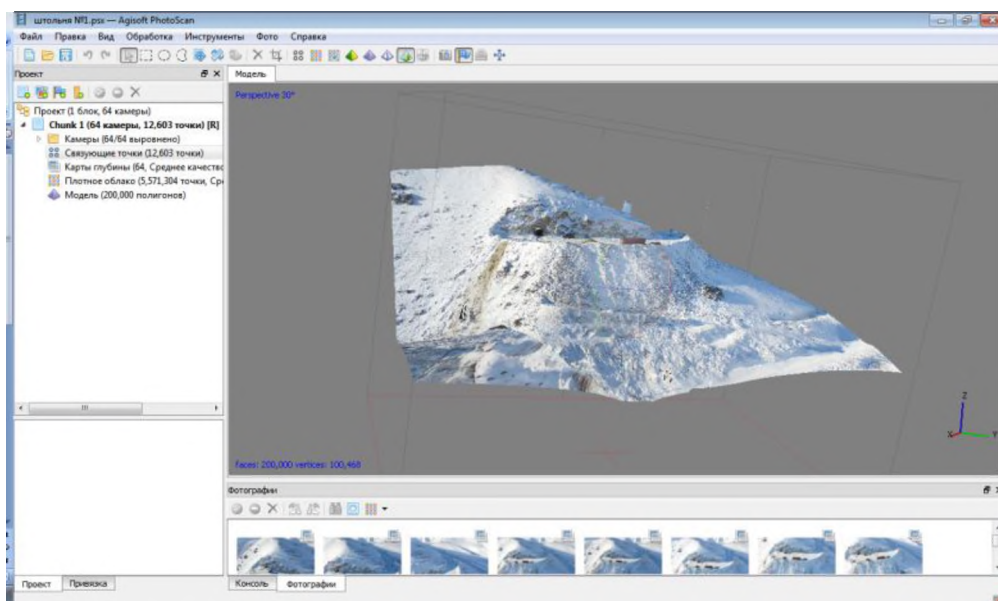 штольня №1.psx — Agisoft PhotoScan
Файл Правка Вид Обработка Инструменты Фото Справка
Проект
Модель
Perspective 30°
Проект (1 блок, 64 камеры)
Chunk 1 (64 камеры, 12,603 точки) [R]
Камеры (64/64 выровнено)
Связующие точки (12,603 точки)
Карты глубины (64, Среднее качество
Плотное облако (5,571,304 точки, Ср
Модель (200,000 полигонов)
Z
X Y
faces: 200,000 vertices: 100,468
Фотографии
Проект Привязка
Консоль Фотографии